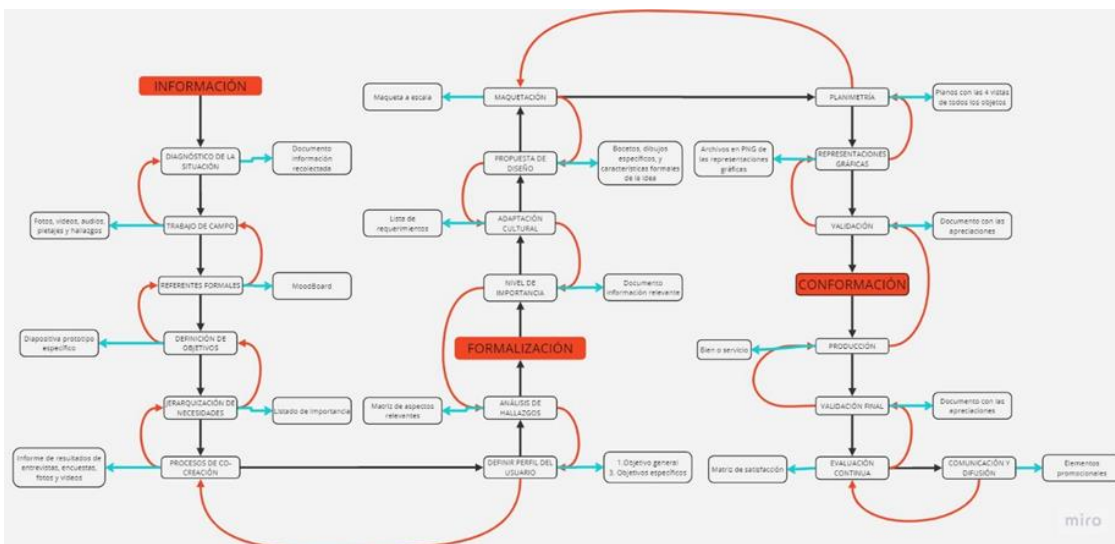 INFORMACIÓN
DIAGNÓSTICO DE LA
SITUACIÓN
Documento
información
recolectada
Fotos, videos, audios,
pietajes y hallazgos
TRABAJO DE CAMPO
REFERENTES FORMALES
MoodBoard
Diapositiva prototipo
específico
DEFINICIÓN DE
OBJETIVOS
JERARQUIZACIÓN DE
NECESIDADES
Listado de importancia
Informe de resultados de
entrevistas, encuestas,
fotos y videos
PROCESOS DE CO-
CREACIÓN
DEFINIR PERFIL DEL
USUARIO
1.Objetivo general
3. Objetivos específicos
Matriz de aspectos
relevantes
ANÁLISIS DE
HALLAZGOS
FORMALIZACIÓN
NIVEL DE
IMPORTANCIA
Documento
información relevante
Lista de
requerimientos
ADAPTACIÓN
CULTURAL
PROPUESTA DE
DISEÑO
Bocetos, dibujos
específicos, y
características formales
de la idea
Maqueta a escala
MAQUETACIÓN
PLANIMETRÍA
Planos con las 4 vistas
de todos los objetos
Archivos en PNG de
las representaciones
gráficas
REPRESENTACIONES
GRÁFICAS
VALIDACIÓN
Documento con las
apreciaciones
CONFORMACIÓN
Bien o servicio
PRODUCCIÓN
VALIDACIÓN FINAL
Documento con las
apreciaciones
Matriz de satisfacción
EVALUACIÓN
CONTINUA
COMUNICACIÓN Y
DIFUSIÓN
Elementos
promocionales
miro